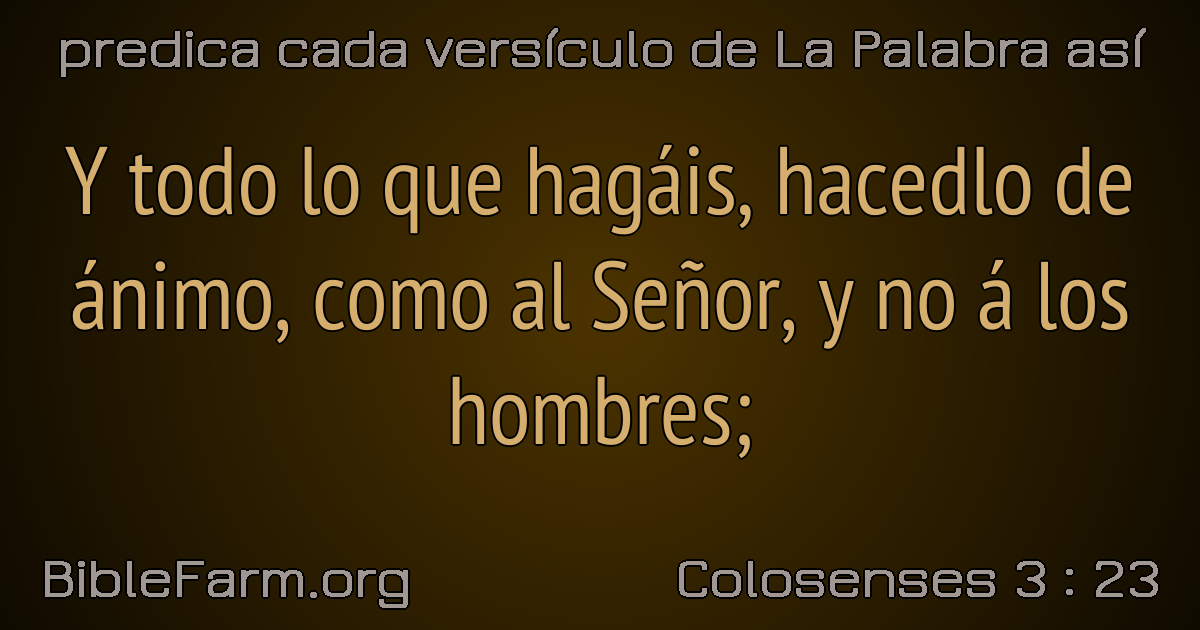 predica cada versículo de La Palabra así
Y todo lo que hagáis, hacedlo de
ánimo, como al Señor, y no á los
hombres;
BibleFarm.org
Colosenses 3 : 23